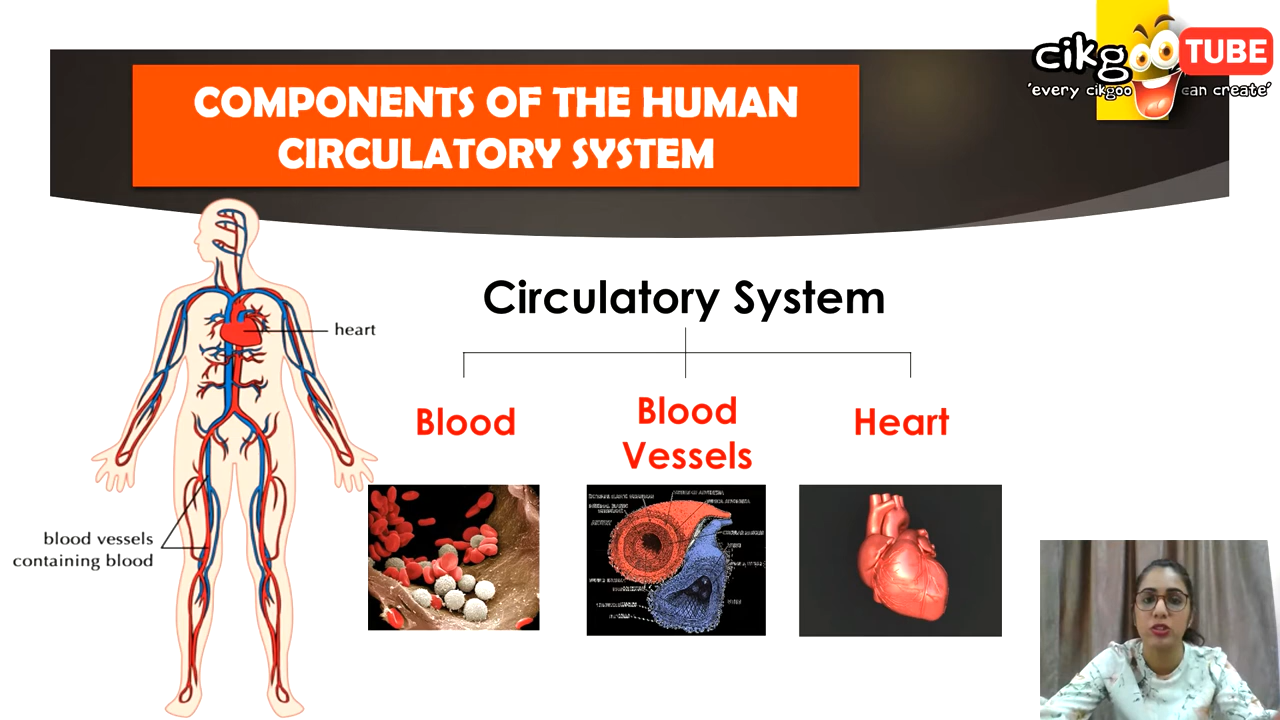 cikgoo TUBE
'every cikgoo can create'
COMPONENTS OF THE HUMAN
CIRCULATORY SYSTEM
Circulatory System
heart
Blood
Blood
Vessels
Heart
blood vessels
containing blood